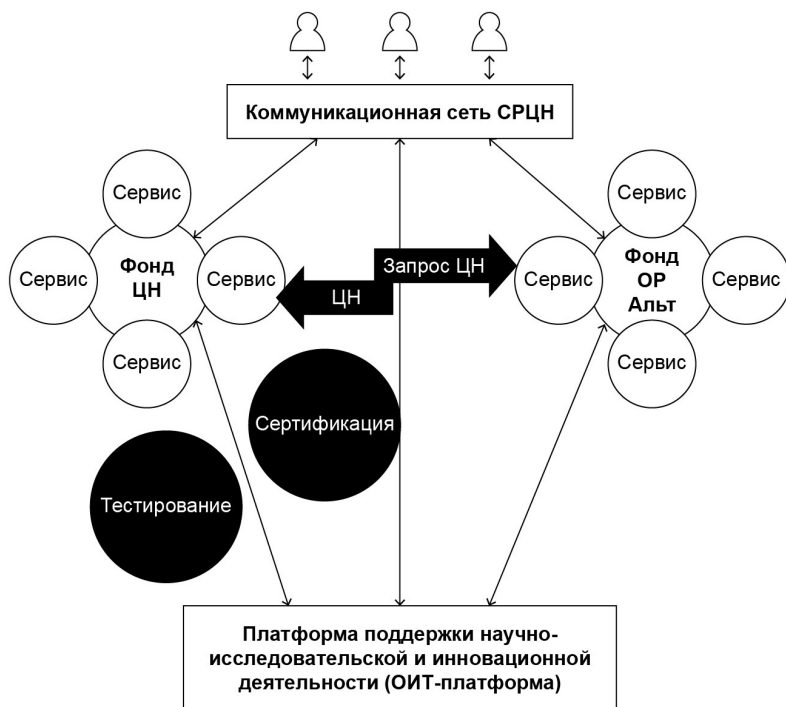 Коммуникационная сеть СРЦН
Сервис
Сервис
Фонд
ЦН
Сервис
Сервис
ЦН
Запрос ЦН
Сервис
Сервис
Фонд
ОР
Альт
Сервис
Сервис
Сертификация
Тестирование
Платформа поддержки научно-
исследовательской и инновационной
деятельности (ОИТ-платформа)